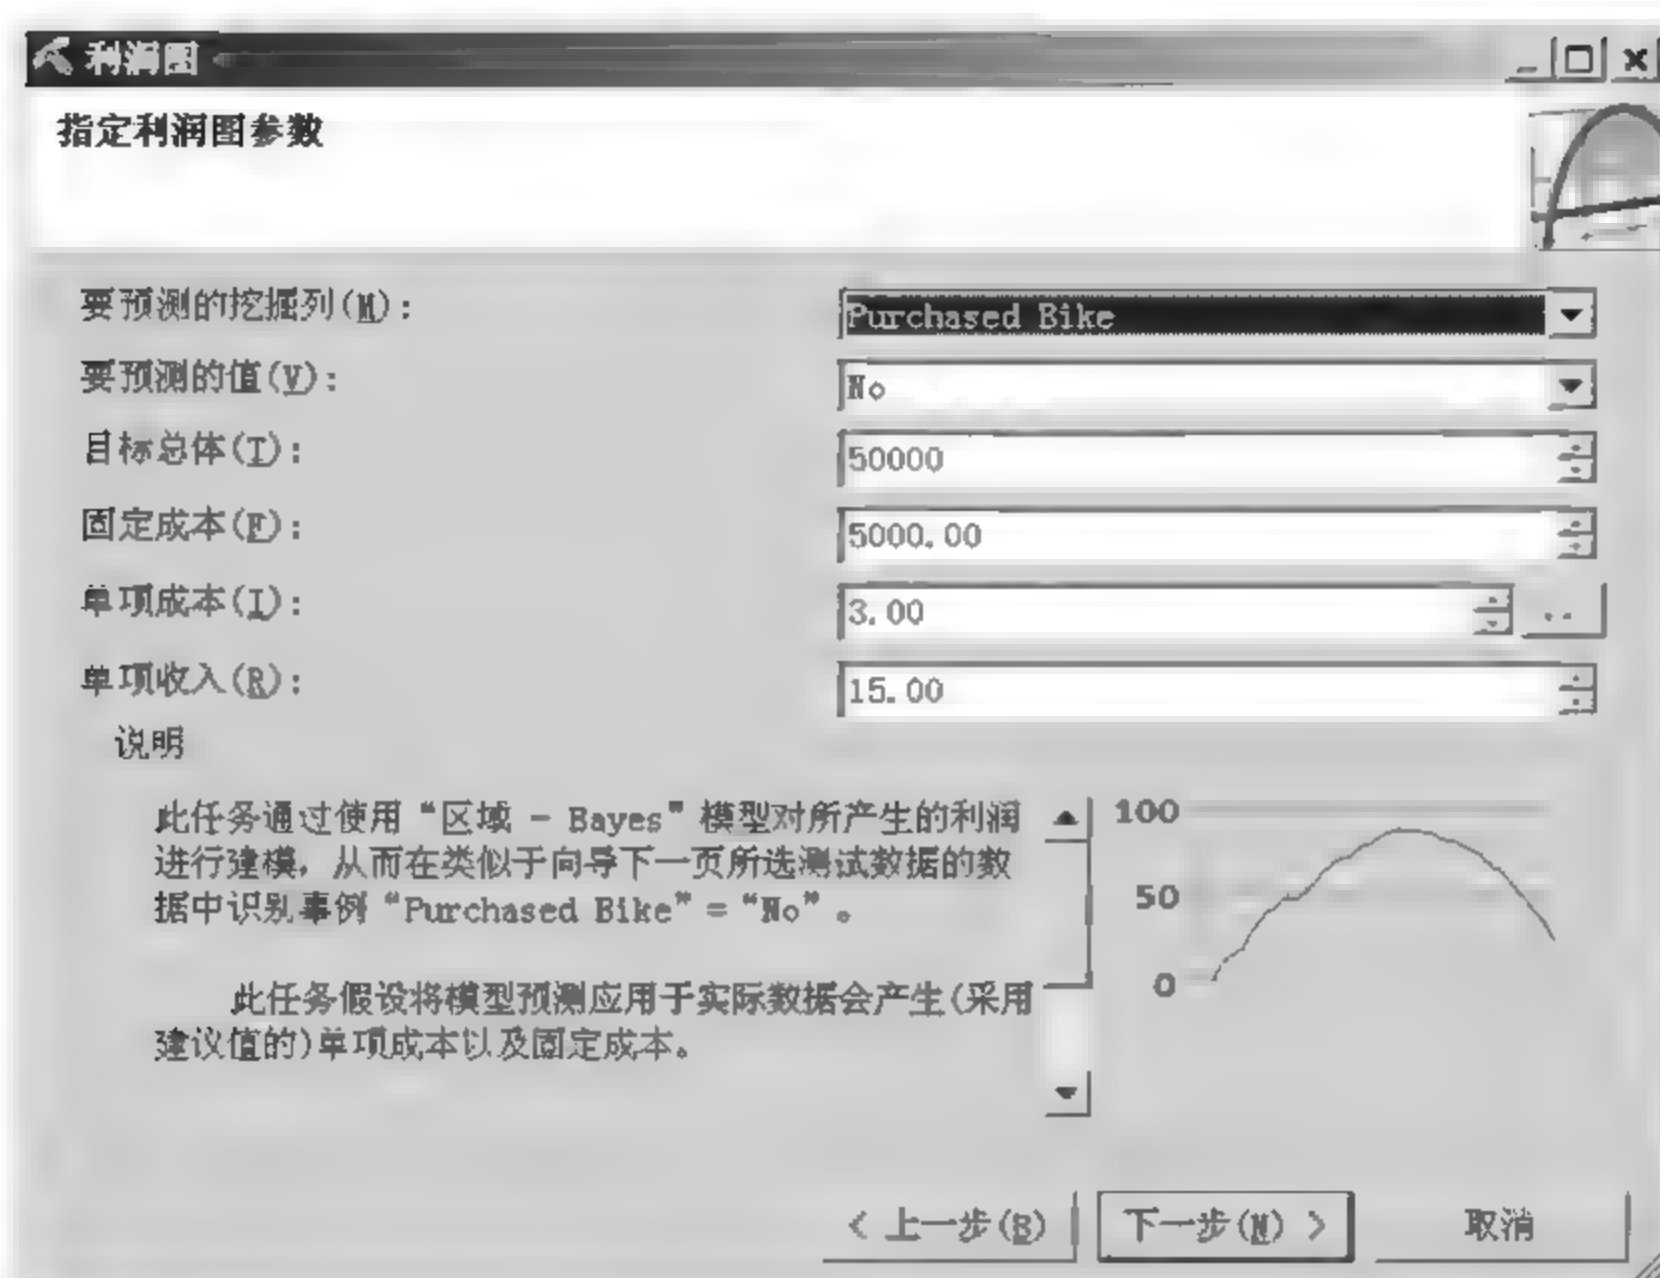 利润图
指定利润图参数
要预测的挖掘列(M): Purchased Bike
要预测的值(V): No
目标总体(T): 50000
固定成本(F): 5000.00
单项成本(I): 3.00 ..
单项收入(R): 15.00
说明
此任务通过使用“区域 - Bayes”模型对所产生的利润
进行建模，从而在类似于向导下一页所选测试数据的数
据中识别事例“Purchased Bike”=“No”。
此任务假设将模型预测应用于实际数据会产生(采用
建议值的)单项成本以及固定成本。
100
50
0
< 上一步(B) 下一步(N) > 取消